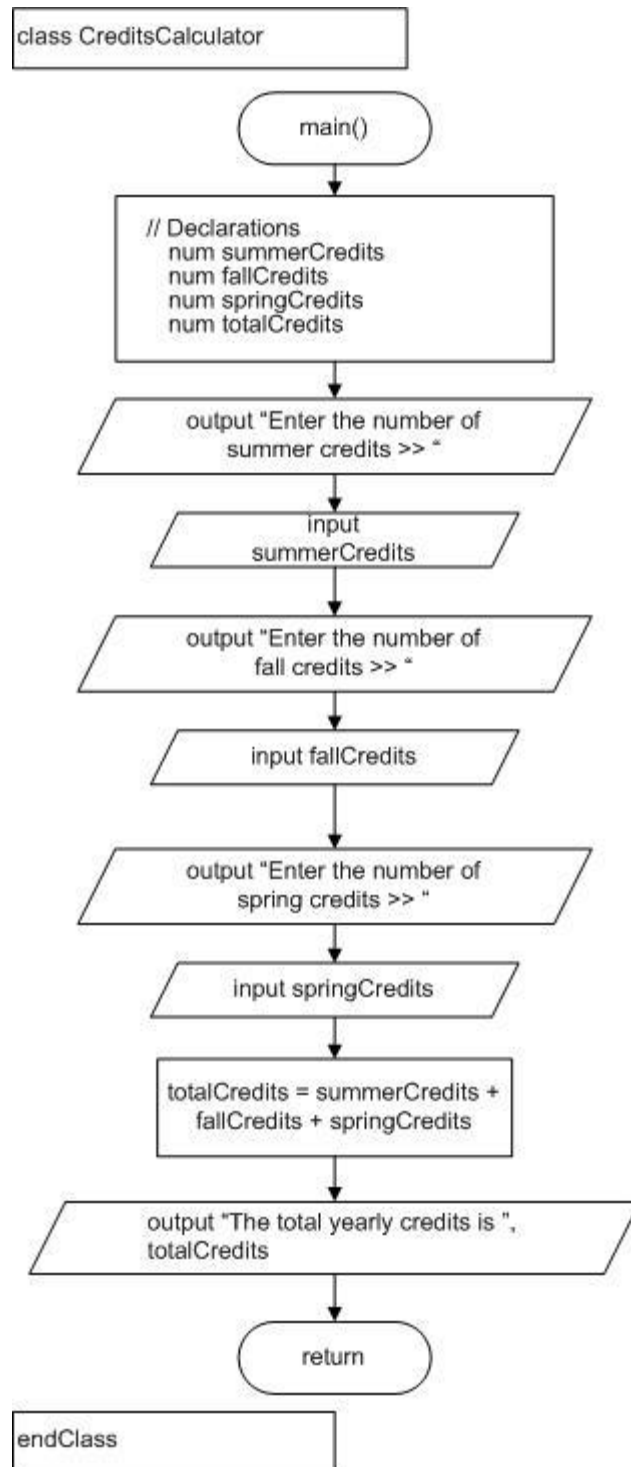 class CreditsCalculator
main()
// Declarations
num summerCredits
num fallCredits
num springCredits
num totalCredits
output “Enter the number of
summer credits >> “
input
summerCredits
output “Enter the number of
fall credits >> “
input fallCredits
output “Enter the number of
spring credits >> “
input springCredits
totalCredits = summerCredits +
fallCredits + springCredits
output “The total yearly credits is ”,
totalCredits
return
endClass